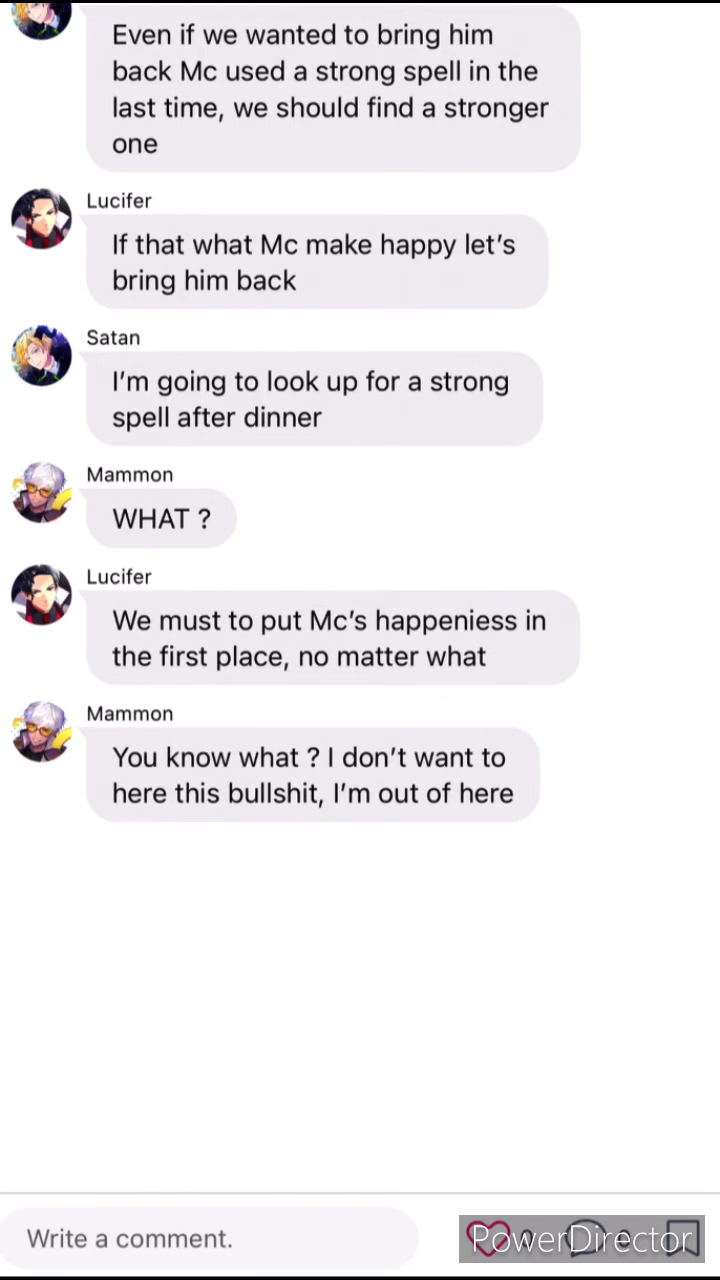 Even if we wanted to bring him
back Mc used a strong spell in the
last time, we should find a stronger
one
Lucifer
If that what Mc make happy let's
bring him back
Satan
I'm going to look up for a strong
spell after dinner
Mammon
WHAT ?
Lucifer
We must to put Mc's happeniess in
the first place, no matter what
Mammon
You know what ? I don't want to
here this bullshit, I'm out of here
Write a comment.
PowerDirector